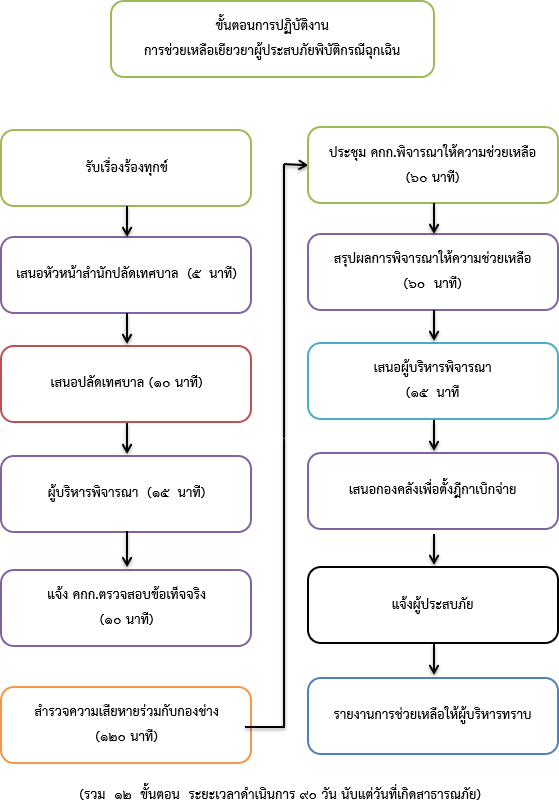 ขั้นตอนการปฏิบัติงาน
การช่วยเหลือเยียวยาผู้ประสบภัยพิบัติกรณีฉุกเฉิน
รับเรื่องร้องทุกข์
เสนอหัวหน้าสำนักปลัดเทศบาล (๕ นาที)
เสนอปลัดเทศบาล (๑๐ นาที)
ผู้บริหารพิจารณา (๑๕ นาที)
แจ้ง คกก.ตรวจสอบข้อเท็จจริง
(๑๐ นาที)
สำรวจความเสียหายร่วมกับกองช่าง
(๑๒๐ นาที)
ประชุม คกก.พิจารณาให้ความช่วยเหลือ
(๖๐ นาที)
สรุปผลการพิจารณาให้ความช่วยเหลือ
(๖๐ นาที)
เสนอผู้บริหารพิจารณา
(๑๕ นาที
เสนอกองคลังเพื่อตั้งฎีกาเบิกจ่าย
แจ้งผู้ประสบภัย
รายงานการช่วยเหลือให้ผู้บริหารทราบ
(รวม ๑๒ ขั้นตอน ระยะเวลาดำเนินการ ๙๐ วัน นับแต่วันที่เกิดสาธารณภัย)